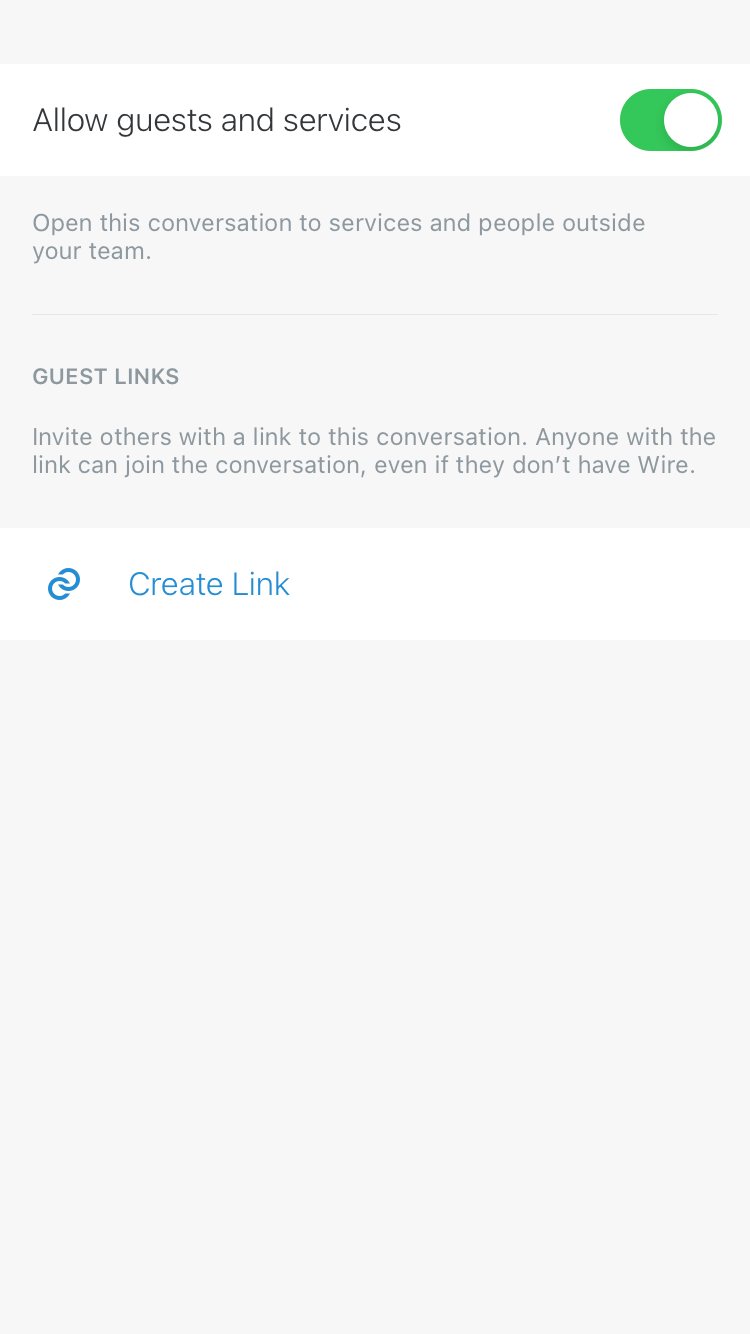 Allow guests and services
Open this conversation to services and people outside
your team.
GUEST LINKS
Invite others with a link to this conversation. Anyone with the
link can join the conversation, even if they don’t have Wire.
Create Link